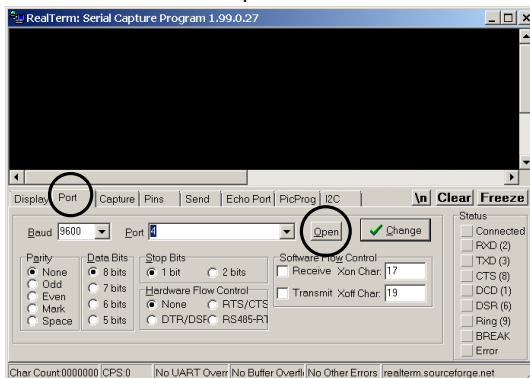 RealTerm: Serial Capture Program 1.99.0.27
Display Port Capture Pins Send Echo Port PicProg I2C \n Clear Freeze
Baud 9600 Port 4 Open Change
Parity
None
Odd
Even
Mark
Space
Data Bits
8 bits
7 bits
6 bits
5 bits
Stop Bits
1 bit 2 bits
Hardware Flow Control
None RTS/CTS
DTR/DSR RS485-RT
Software Flow Control
Receive Xon Char: 17
Transmit Xoff Char: 19
Status
Connected
RXD (2)
TXD (3)
CTS (8)
DCD (1)
DSR (6)
Ring (9)
BREAK
Error
Char Count:0000000 CPS:0 No UART Overr No Buffer Overfl No Other Errors realterm.sourceforge.net